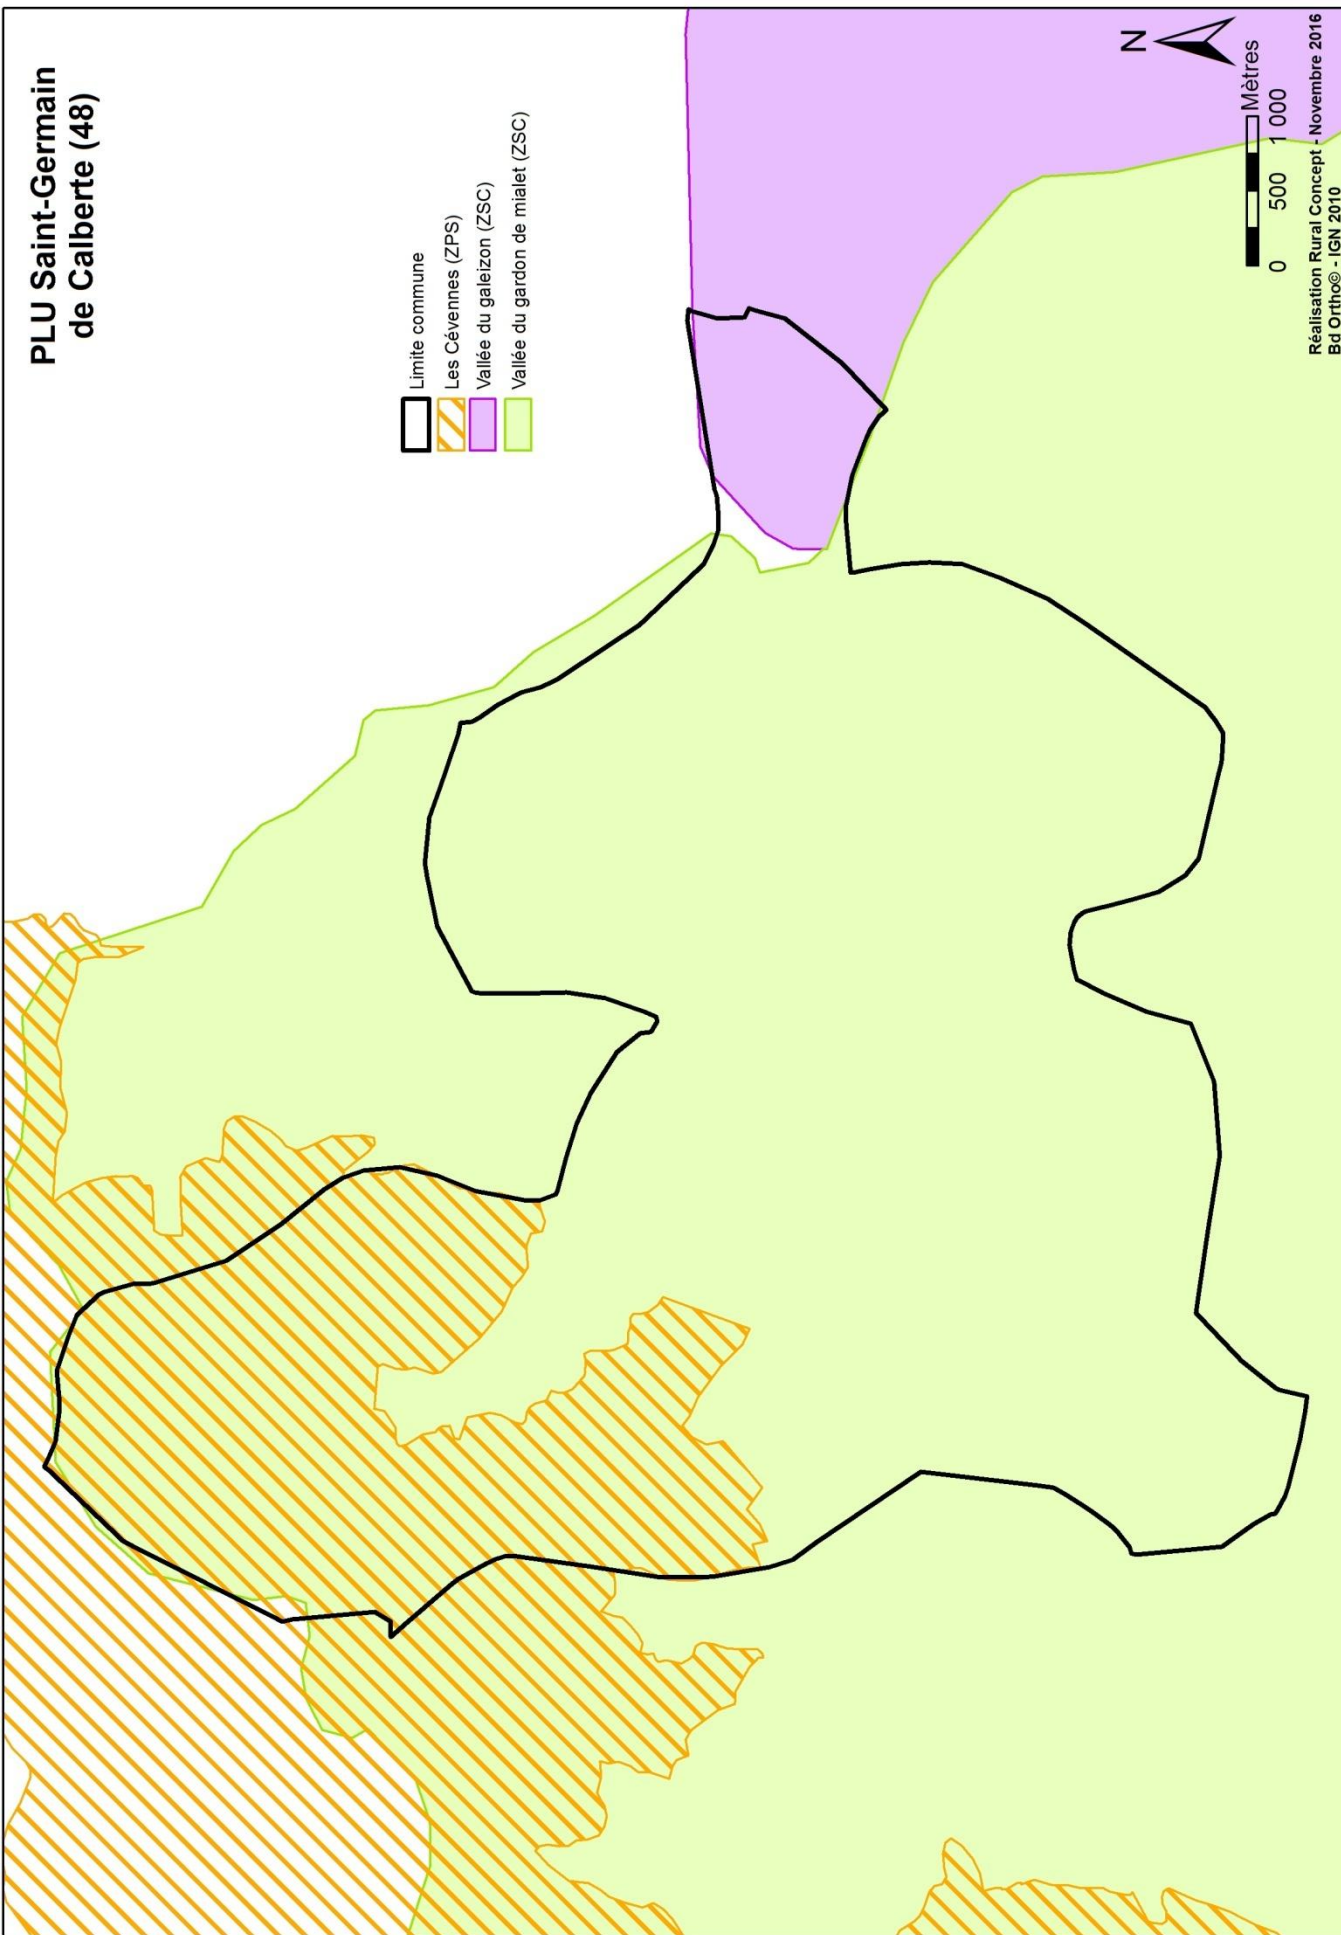 PLU Saint-Germain
de Calberte (48)
Limite commune
Les Cévennes (ZPS)
Vallée du galeizon (ZSC)
Vallée du gardon de mialet (ZSC)
N
Mètres
0 500 1 000
Réalisation Rural Concept - Novembre 2016
Bd Ortho© - IGN 2010